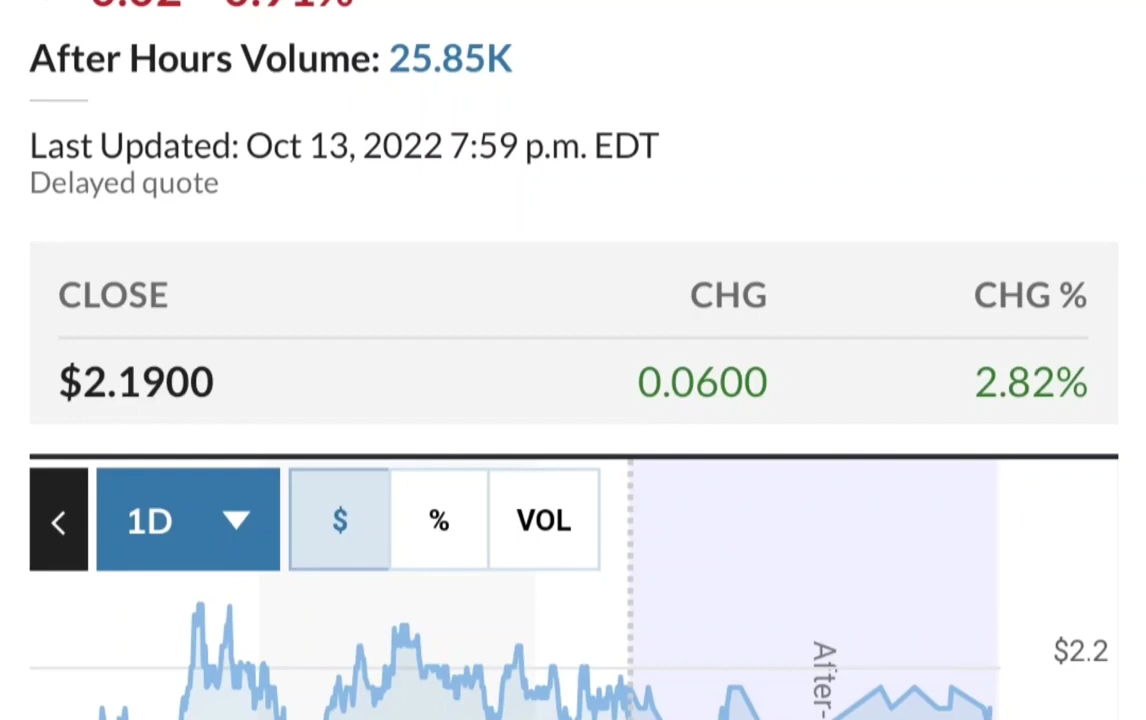 After Hours Volume: 25.85K
Last Updated: Oct 13, 2022 7:59 p.m. EDT
Delayed quote
CLOSE CHG CHG %
$2.1900 0.0600 2.82%
1D $ % VOL
$2.2
After-